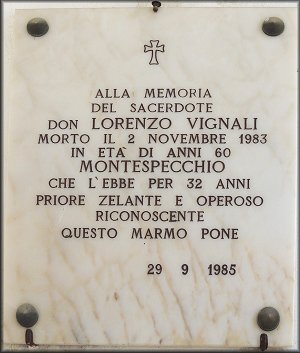 ALLA MEMORIA
DEL SACERDOTE
DON LORENZO VIGNALI
MORTO IL 2 NOVEMBRE 1983
IN ETÀ DI ANNI 60
MONTESPECCHIO
CHE L'EBBE PER 32 ANNI
PRIORE ZELANTE E OPEROSO
RICONOSCENTE
QUESTO MARMO PONE
29 9 1985